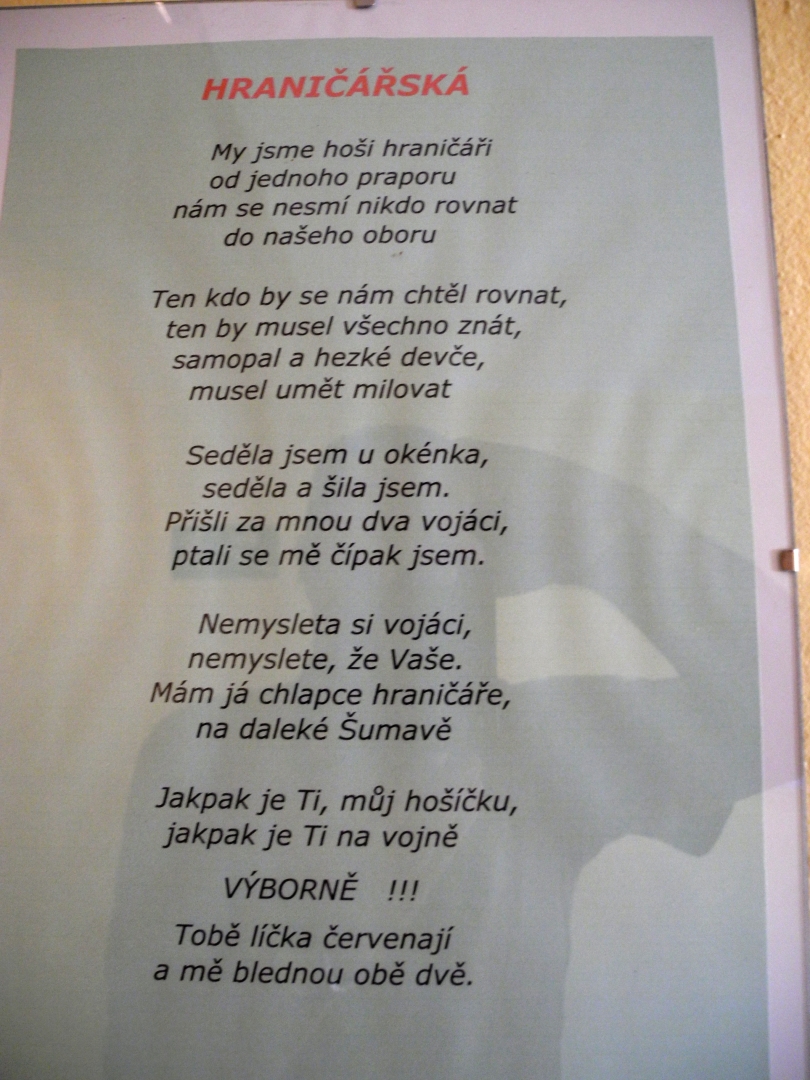 HRANIČÁŘSKÁ
My jsme hoši hraničáři
od jednoho praporu
nám se nesmí nikdo rovnat
do našeho oboru
Ten kdo by se nám chtěl rovnat,
ten by musel všechno znát,
samopal a hezké devče,
musel umět milovat
Seděla jsem u okénka,
seděla a šila jsem.
Přišli za mnou dva vojáci,
ptali se mě čípak jsem.
Nemysleta si vojáci,
nemyslete, že Vaše.
Mám já chlapce hraničáře,
na daleké Šumavě
Jakpak je Ti, můj hošíčku,
jakpak je Ti na vojně
VÝBORNĚ !!!
Tobě líčka červenají
a mě blednou obě dvě.